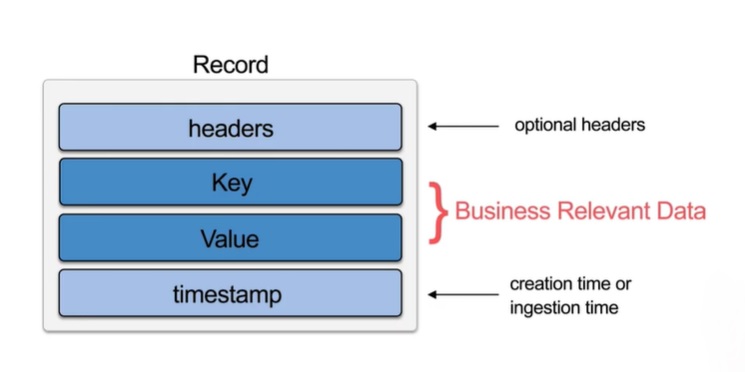 Record
headers
optional headers
Key
Business Relevant Data
Value
timestamp
creation time or
ingestion time